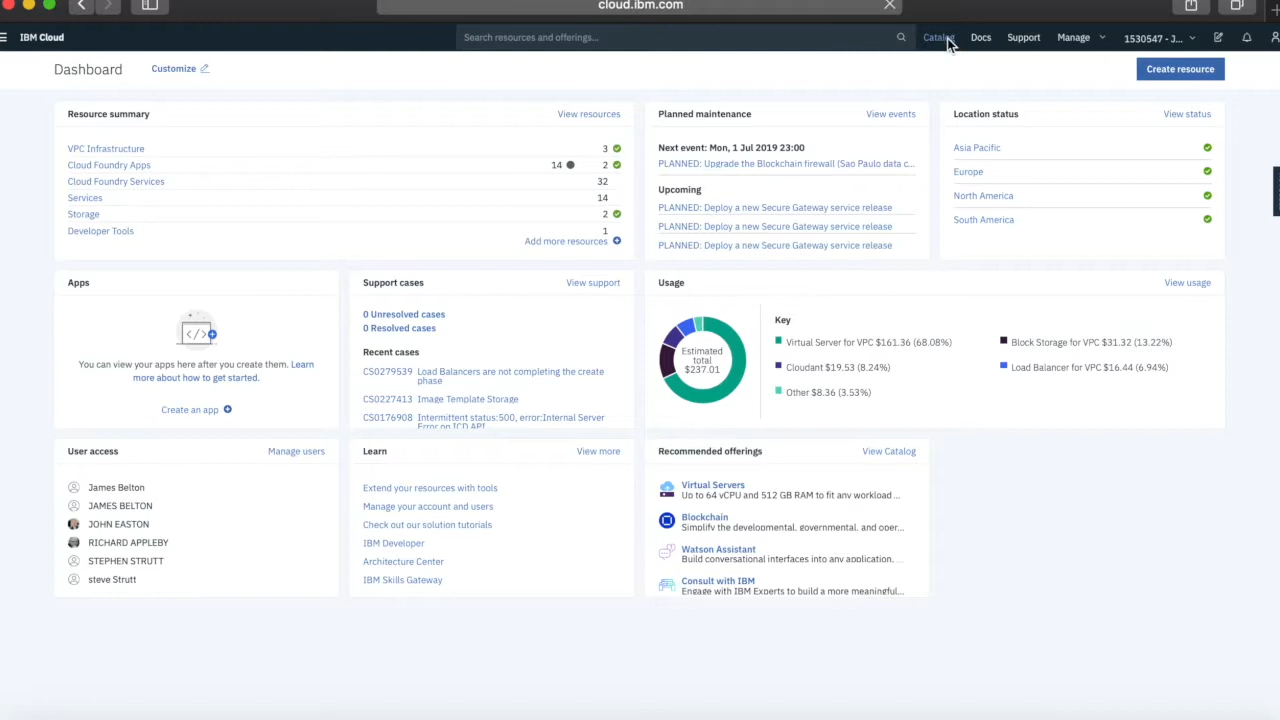 cloud.ibm.com
IBM Cloud
Search resources and offerings...
Catalog
Docs
Support
Manage
1530547 - J...
Dashboard
Customize
Create resource
Resource summary
View resources
VPC Infrastructure 3
Cloud Foundry Apps 14 2
Cloud Foundry Services 32
Services 14
Storage 2
Developer Tools 1
Add more resources
Planned maintenance
View events
Next event: Mon, 1 Jul 2019 23:00
PLANNED: Upgrade the Blockchain firewall (Sao Paulo data c...
Upcoming
PLANNED: Deploy a new Secure Gateway service release
PLANNED: Deploy a new Secure Gateway service release
PLANNED: Deploy a new Secure Gateway service release
Location status
View status
Asia Pacific
Europe
North America
South America
Apps
</>
You can view your apps here after you create them. Learn
more about how to get started.
Create an app
Support cases
View support
0 Unresolved cases
0 Resolved cases
Recent cases
CS0279539 Load Balancers are not completing the create
phase
CS0227413 Image Template Storage
CS0176908 Intermittent status:500, error:Internal Server
Error on ICD API
Usage
View usage
Estimated
total
$237.01
Key
Virtual Server for VPC $161.36 (68.08%)
Block Storage for VPC $31.32 (13.22%)
Cloudant $19.53 (8.24%)
Load Balancer for VPC $16.44 (6.94%)
Other $8.36 (3.53%)
User access
Manage users
James Belton
JAMES BELTON
JOHN EASTON
RICHARD APPLEBY
STEPHEN STRUTT
steve Strutt
Learn
View more
Extend your resources with tools
Manage your account and users
Check out our solution tutorials
IBM Developer
Architecture Center
IBM Skills Gateway
Recommended offerings
View Catalog
Virtual Servers
Up to 64 vCPU and 512 GB RAM to fit any workload ...
Blockchain
Simplify the developmental, governmental, and oper...
Watson Assistant
Build conversational interfaces into any application. ...
Consult with IBM
Engage with IBM Experts to build a more meaningful...